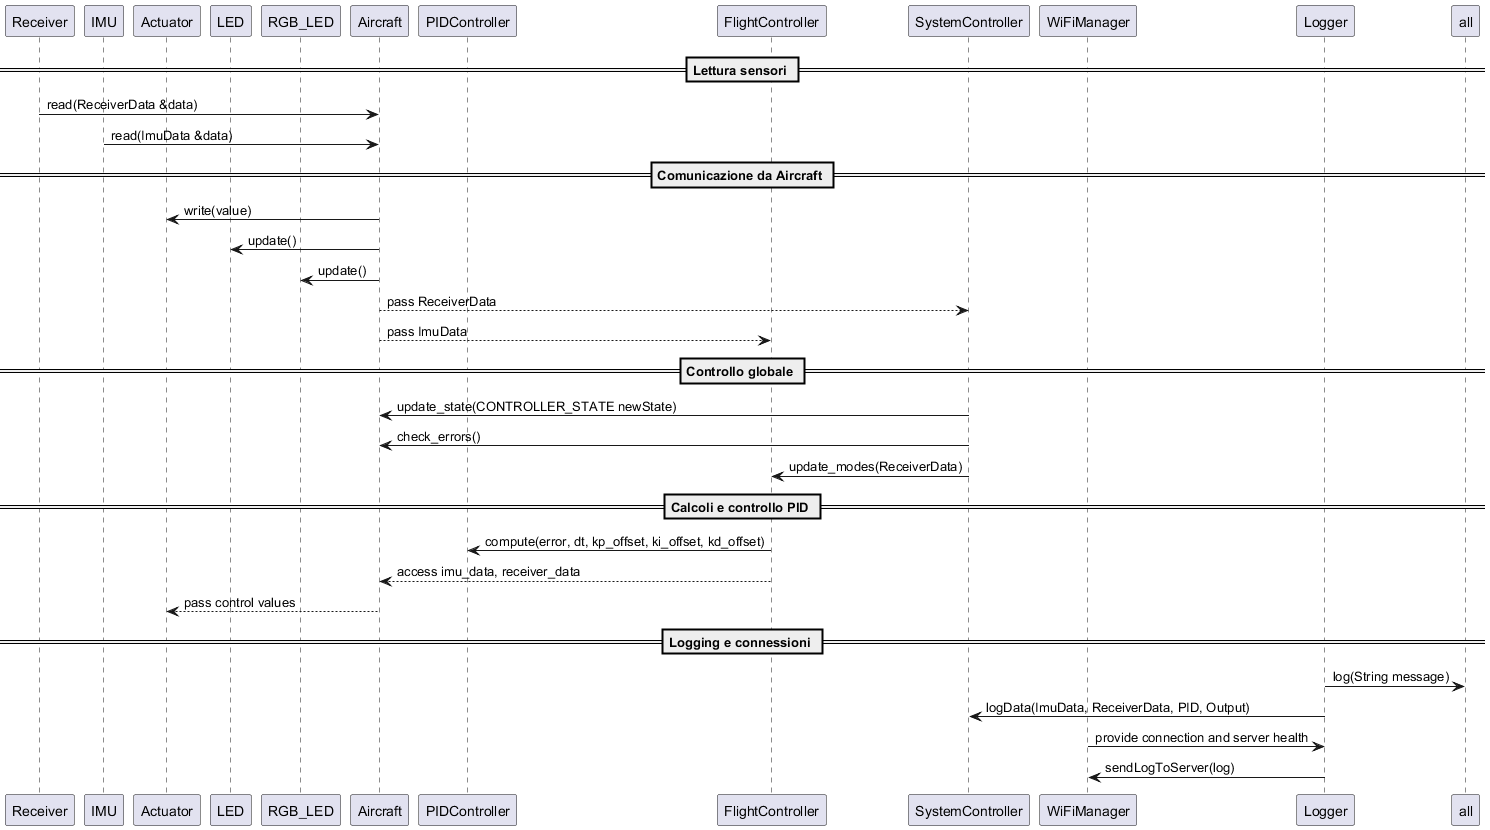 Receiver IMU Actuator LED RGB_LED Aircraft PIDController FlightController SystemController WiFiManager Logger all
Lettura sensori
read(ReceiverData &data)
read(ImuData &data)
Comunicazione da Aircraft
write(value)
update()
update()
pass ReceiverData
pass ImuData
Controllo globale
update_state(CONTROLLER_STATE newState)
check_errors()
update_modes(ReceiverData)
Calcoli e controllo PID
compute(error, dt, kp_offset, ki_offset, kd_offset)
access imu_data, receiver_data
pass control values
Logging e connessioni
log(String message)
logData(ImuData, ReceiverData, PID, Output)
provide connection and server health
sendLogToServer(log)
Receiver IMU Actuator LED RGB_LED Aircraft PIDController FlightController SystemController WiFiManager Logger all